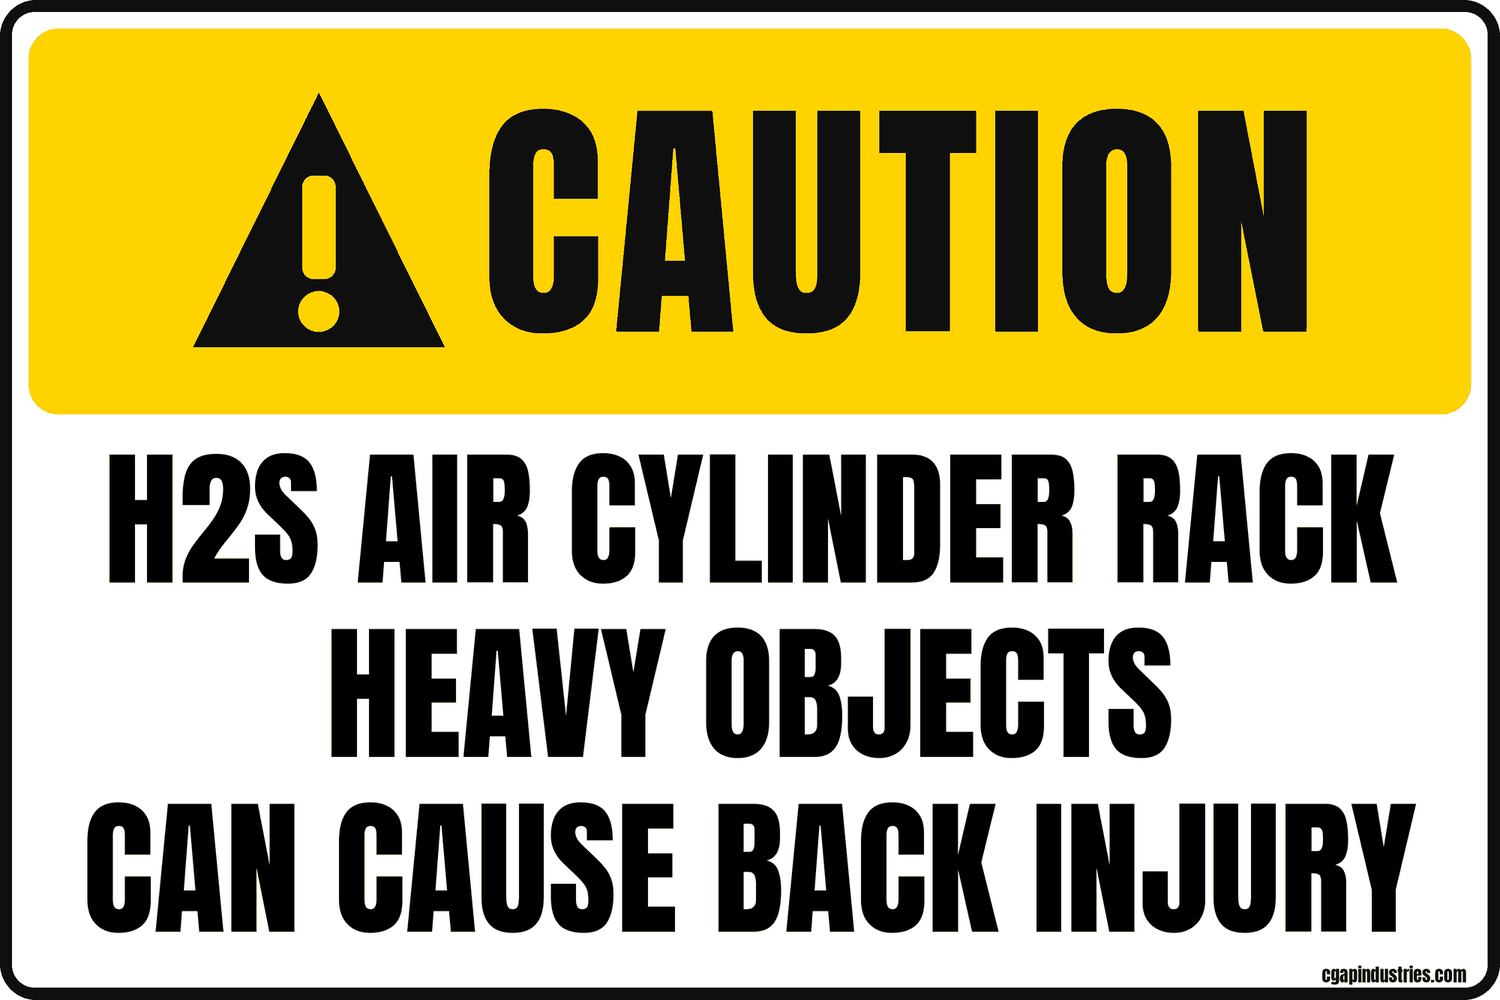 CAUTION
H2S AIR CYLINDER RACK
HEAVY OBJECTS
CAN CAUSE BACK INJURY
cgapindustries.com